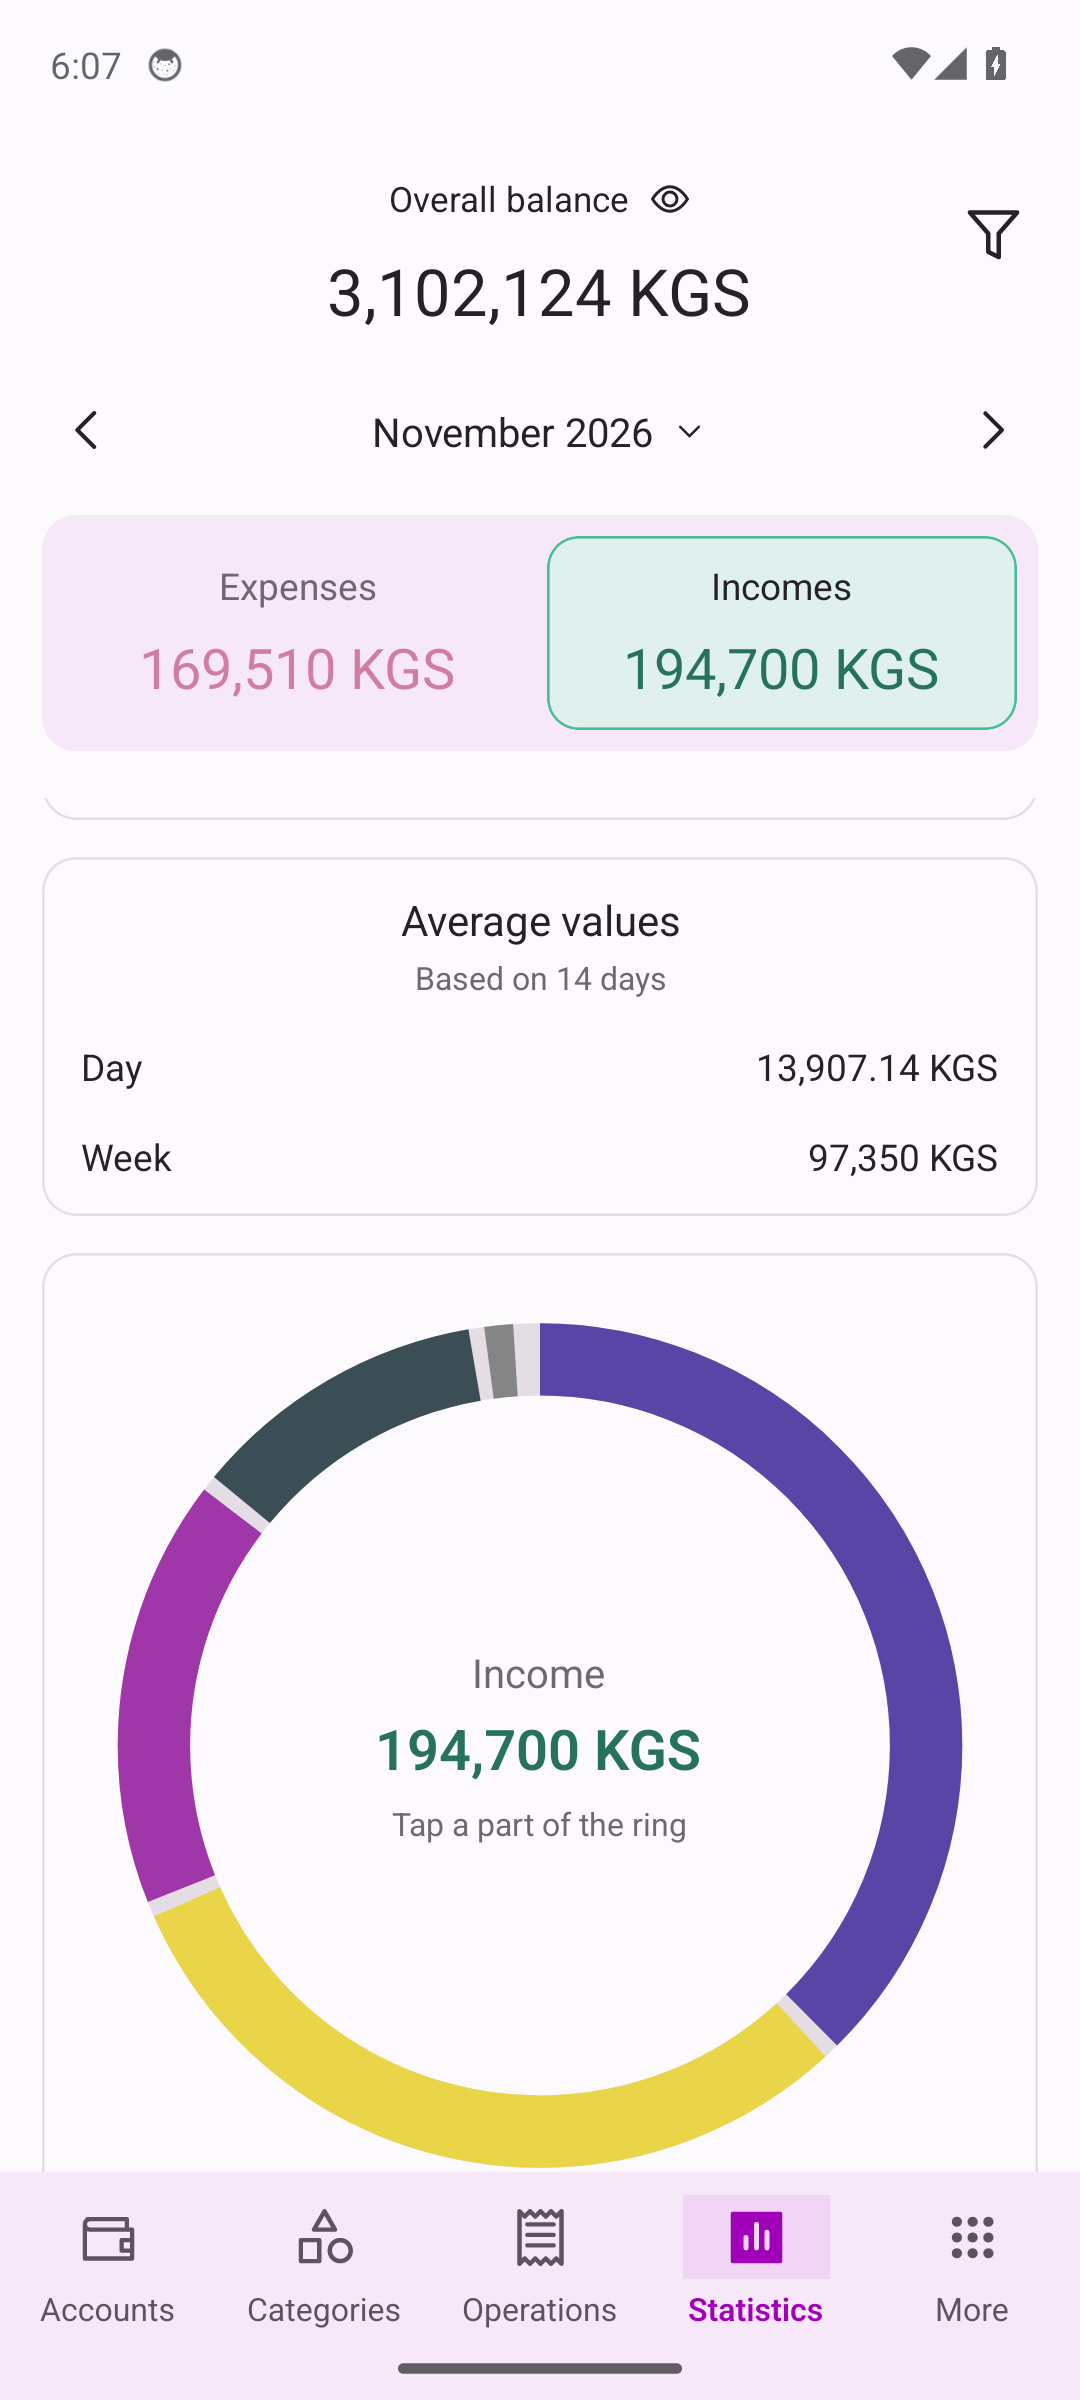 6:07
Overall balance
3,102,124 KGS
November 2026
Expenses
169,510 KGS
Incomes
194,700 KGS
Average values
Based on 14 days
Day
13,907.14 KGS
Week
97,350 KGS
Income
194,700 KGS
Tap a part of the ring
Accounts
Categories
Operations
Statistics
More